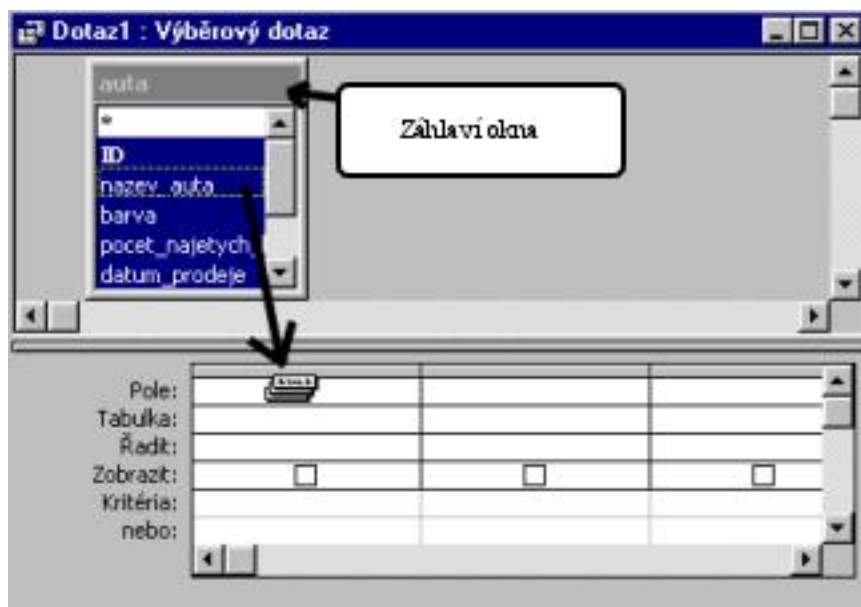 Dotaz1 : Výběrový dotaz
auta
Záhlaví okna
*
ID
nazev_auta
barva
pocet_najetych_
datum_prodeje
Pole:
Tabulka:
Řadit:
Zobrazit:
Kritéria:
nebo: